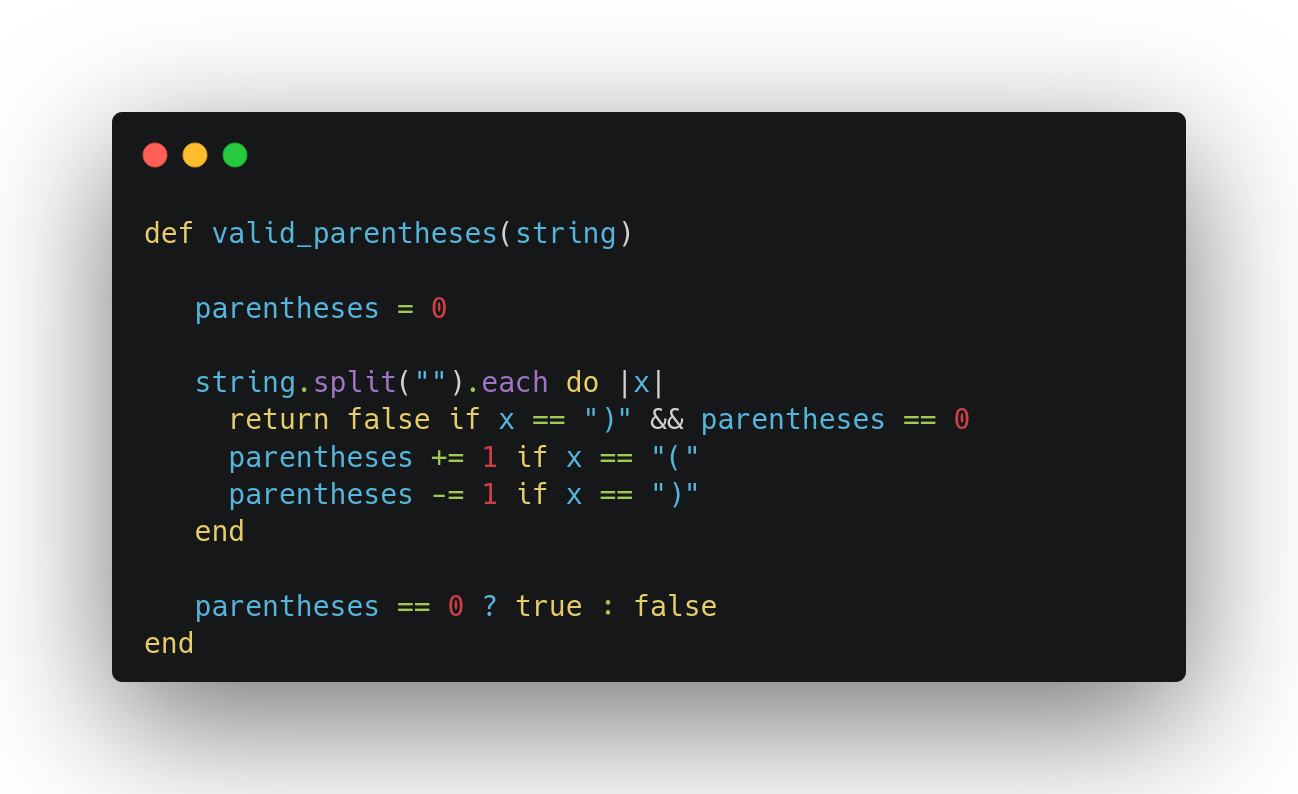 def valid_parentheses(string)
parentheses = 0
string.split("").each do |x|
return false if x == ")" && parentheses == 0
parentheses += 1 if x == "("
parentheses -= 1 if x == ")"
end
parentheses == 0 ? true : false
end